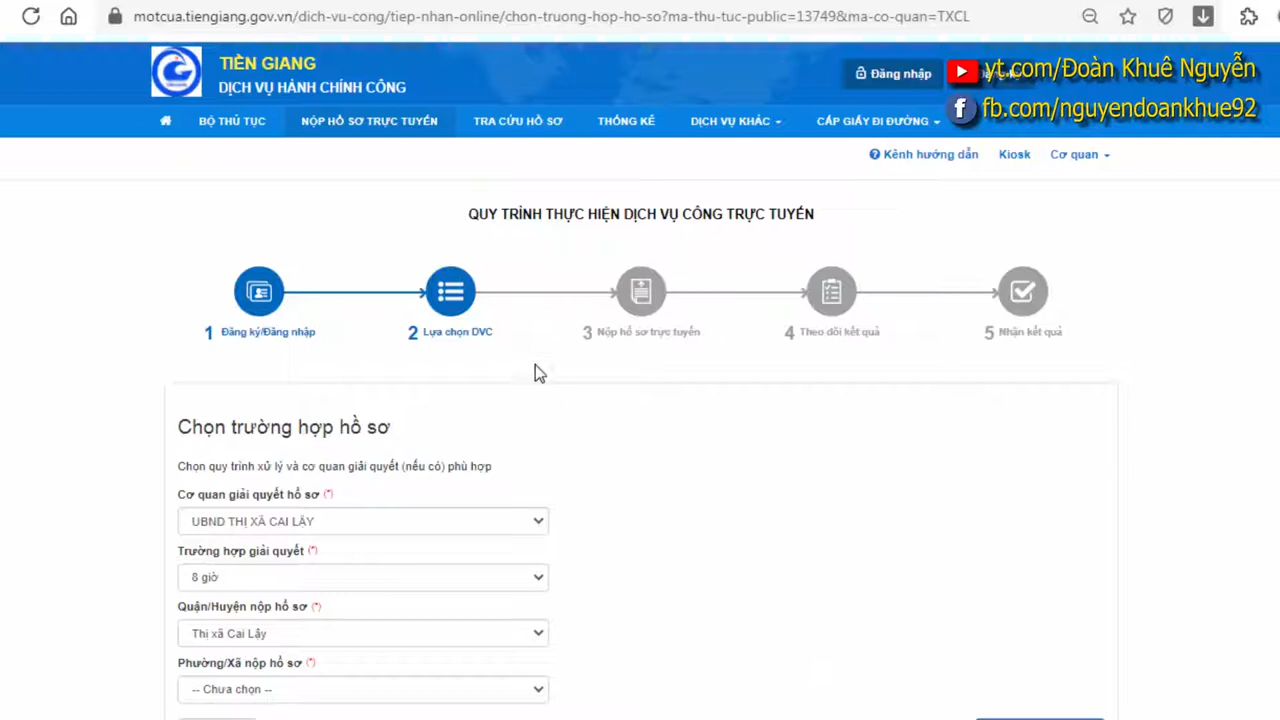 motcua.tiengiang.gov.vn/dich-vu-cong/tiep-nhan-online/chon-truong-hop-ho-so?ma-thu-tuc-public=13749&ma-co-quan=TXCL
TIỀN GIANG
DỊCH VỤ HÀNH CHÍNH CÔNG
Đăng nhập
yt.com/Đoàn Khuê Nguyễn
fb.com/nguyendoankhue92
BỘ THỦ TỤC
NỘP HỒ SƠ TRỰC TUYẾN
TRA CỨU HỒ SƠ
THỐNG KÊ
DỊCH VỤ KHÁC
CẤP GIẤY ĐI ĐƯỜNG
Kênh hướng dẫn
Kiosk
Cơ quan
QUY TRÌNH THỰC HIỆN DỊCH VỤ CÔNG TRỰC TUYẾN
1 Đăng ký/Đăng nhập
2 Lựa chọn DVC
3 Nộp hồ sơ trực tuyến
4 Theo dõi kết quả
5 Nhận kết quả
Chọn trường hợp hồ sơ
Chọn quy trình xử lý và cơ quan giải quyết (nếu có) phù hợp
Cơ quan giải quyết hồ sơ (*)
UBND THỊ XÃ CAI LẬY
Trường hợp giải quyết (*)
8 giờ
Quận/Huyện nộp hồ sơ (*)
Thị xã Cai Lậy
Phường/Xã nộp hồ sơ (*)
-- Chưa chọn --